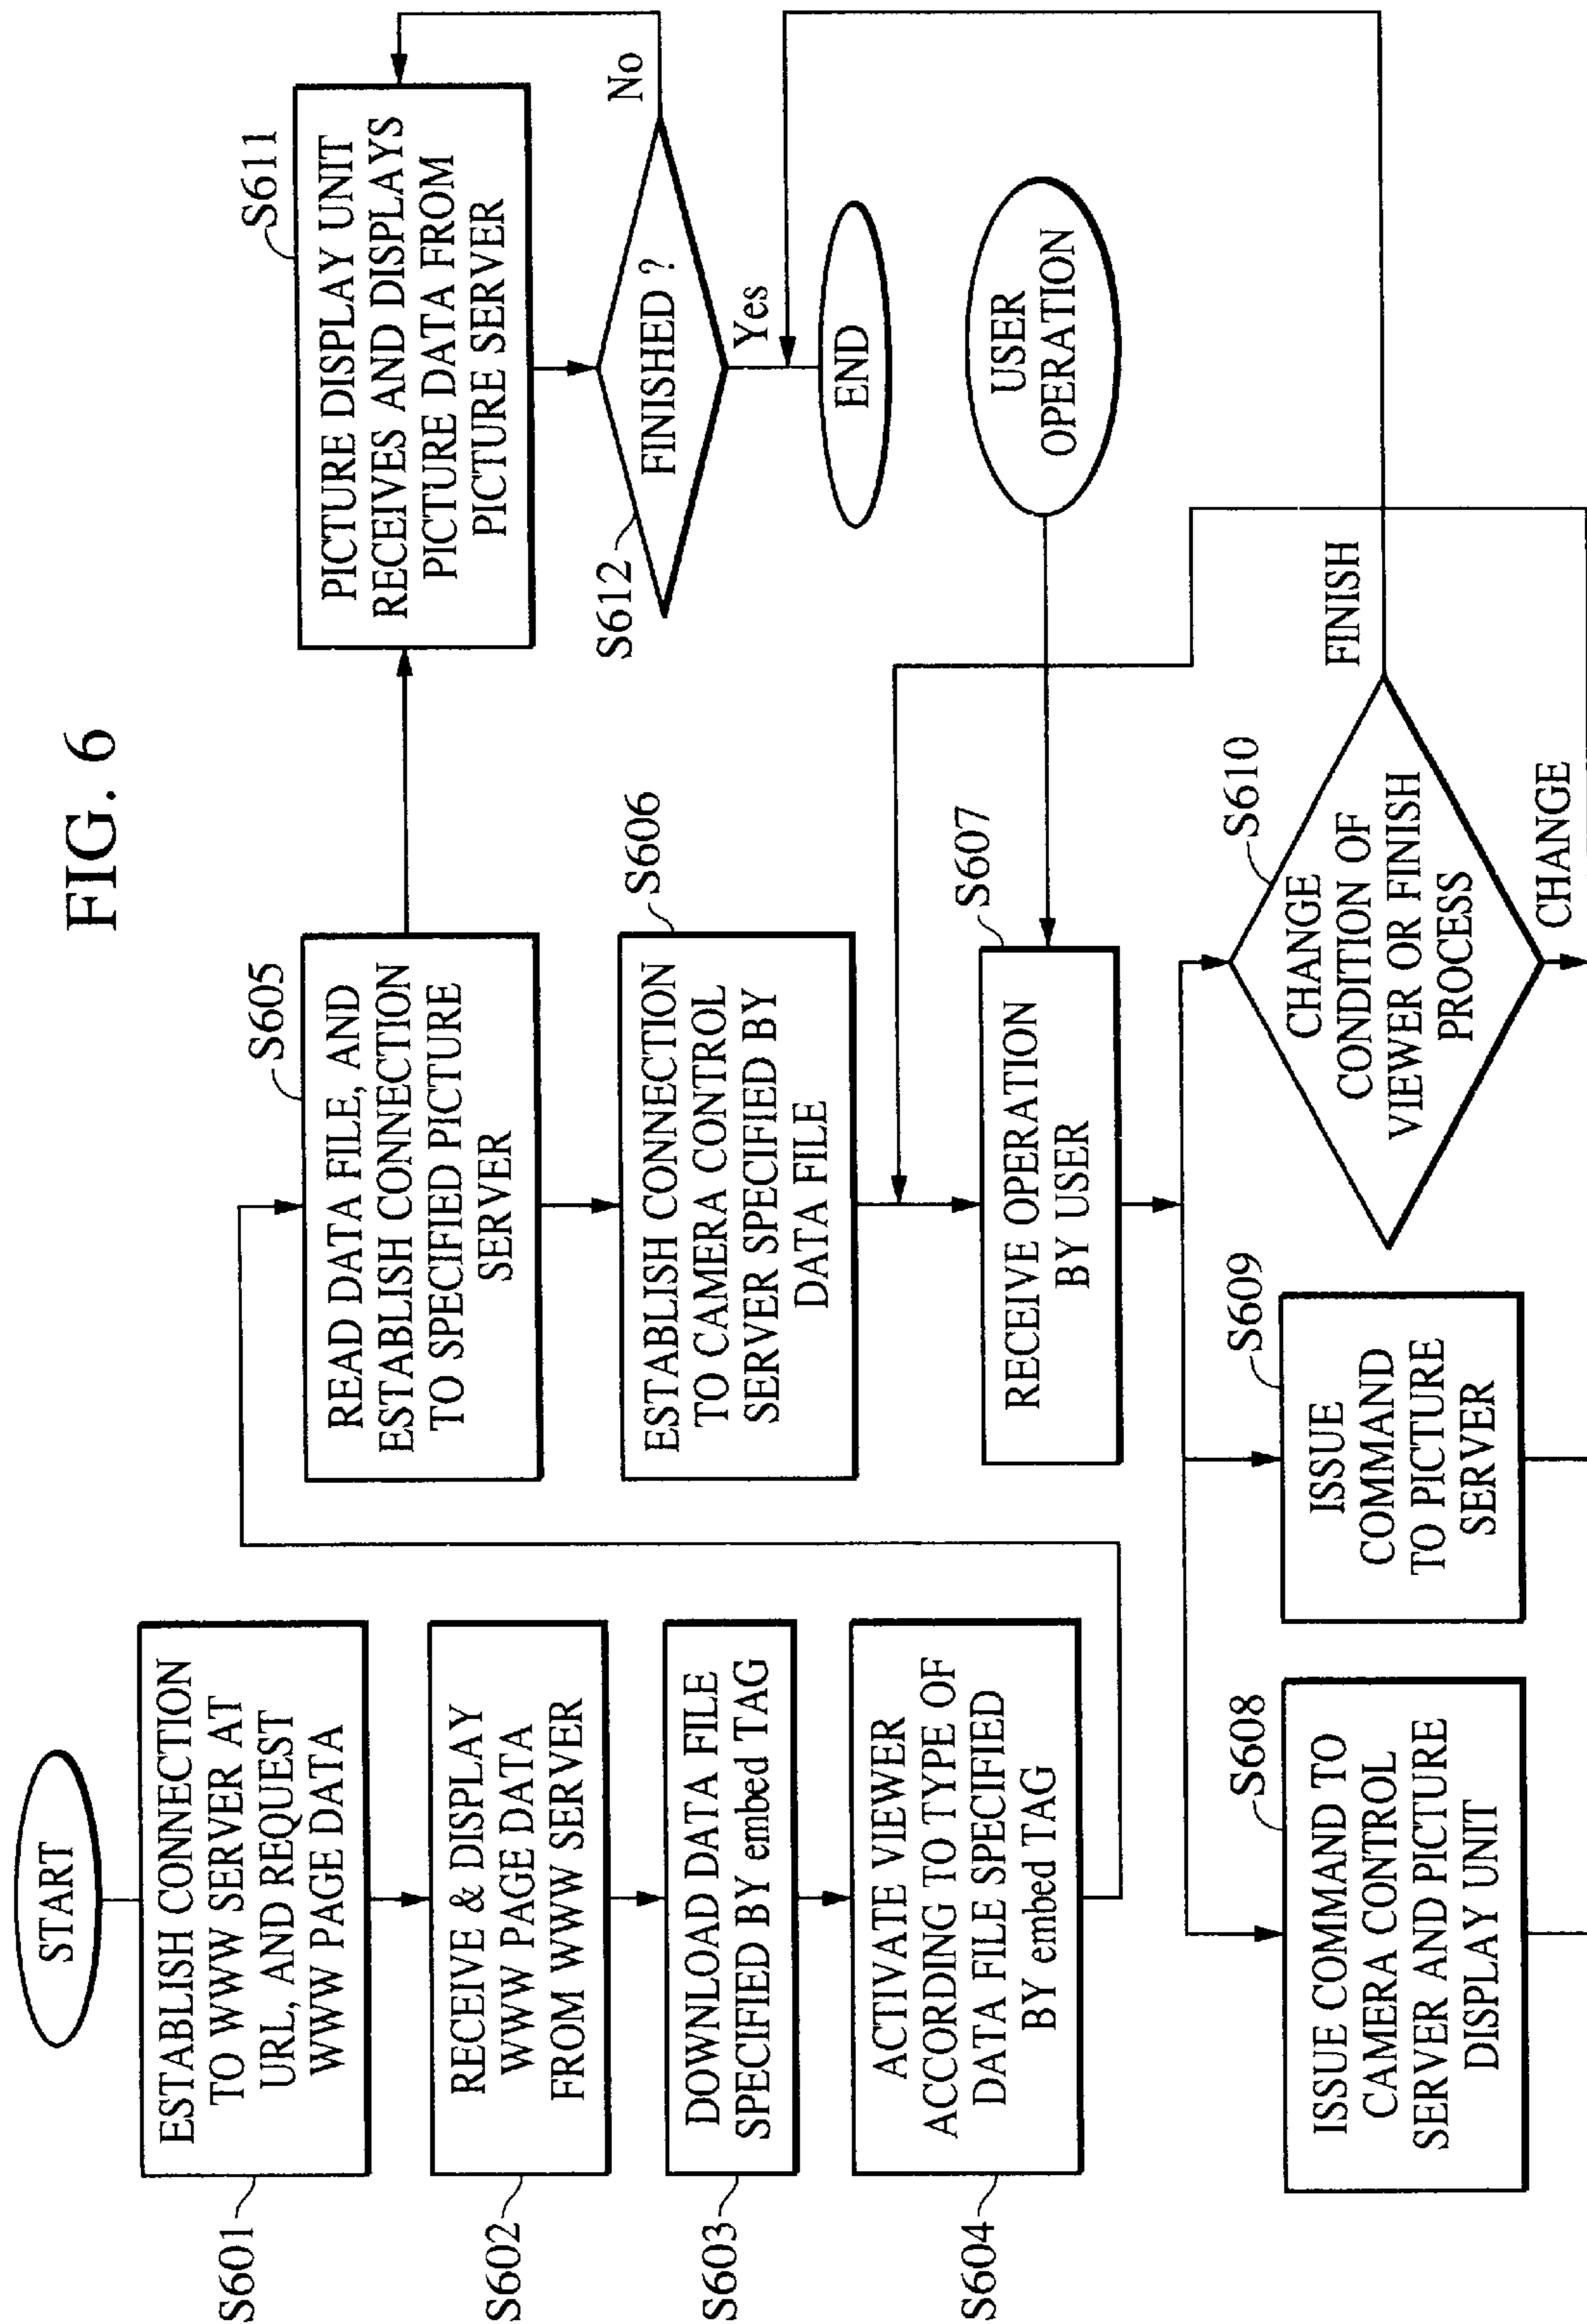 FIG. 6
START
S601
ESTABLISH CONNECTION
TO WWW SERVER AT
URL, AND REQUEST
WWW PAGE DATA
S602
RECEIVE & DISPLAY
WWW PAGE DATA
FROM WWW SERVER
S603
DOWNLOAD DATA FILE
SPECIFIED BY embed TAG
S604
ACTIVATE VIEWER
ACCORDING TO TYPE OF
DATA FILE SPECIFIED
BY embed TAG
S605
READ DATA FILE, AND
ESTABLISH CONNECTION
TO SPECIFIED PICTURE
SERVER
S606
ESTABLISH CONNECTION
TO CAMERA CONTROL
SERVER SPECIFIED BY
DATA FILE
S607
RECEIVE OPERATION
BY USER
S608
ISSUE COMMAND TO
CAMERA CONTROL
SERVER AND PICTURE
DISPLAY UNIT
S609
ISSUE
COMMAND
TO PICTURE
SERVER
S610
CHANGE
CONDITION OF
VIEWER OR FINISH
PROCESS
FINISH
CHANGE
S611
PICTURE DISPLAY UNIT
RECEIVES AND DISPLAYS
PICTURE DATA FROM
PICTURE SERVER
S612
FINISHED ?
No
Yes
END
USER
OPERATION